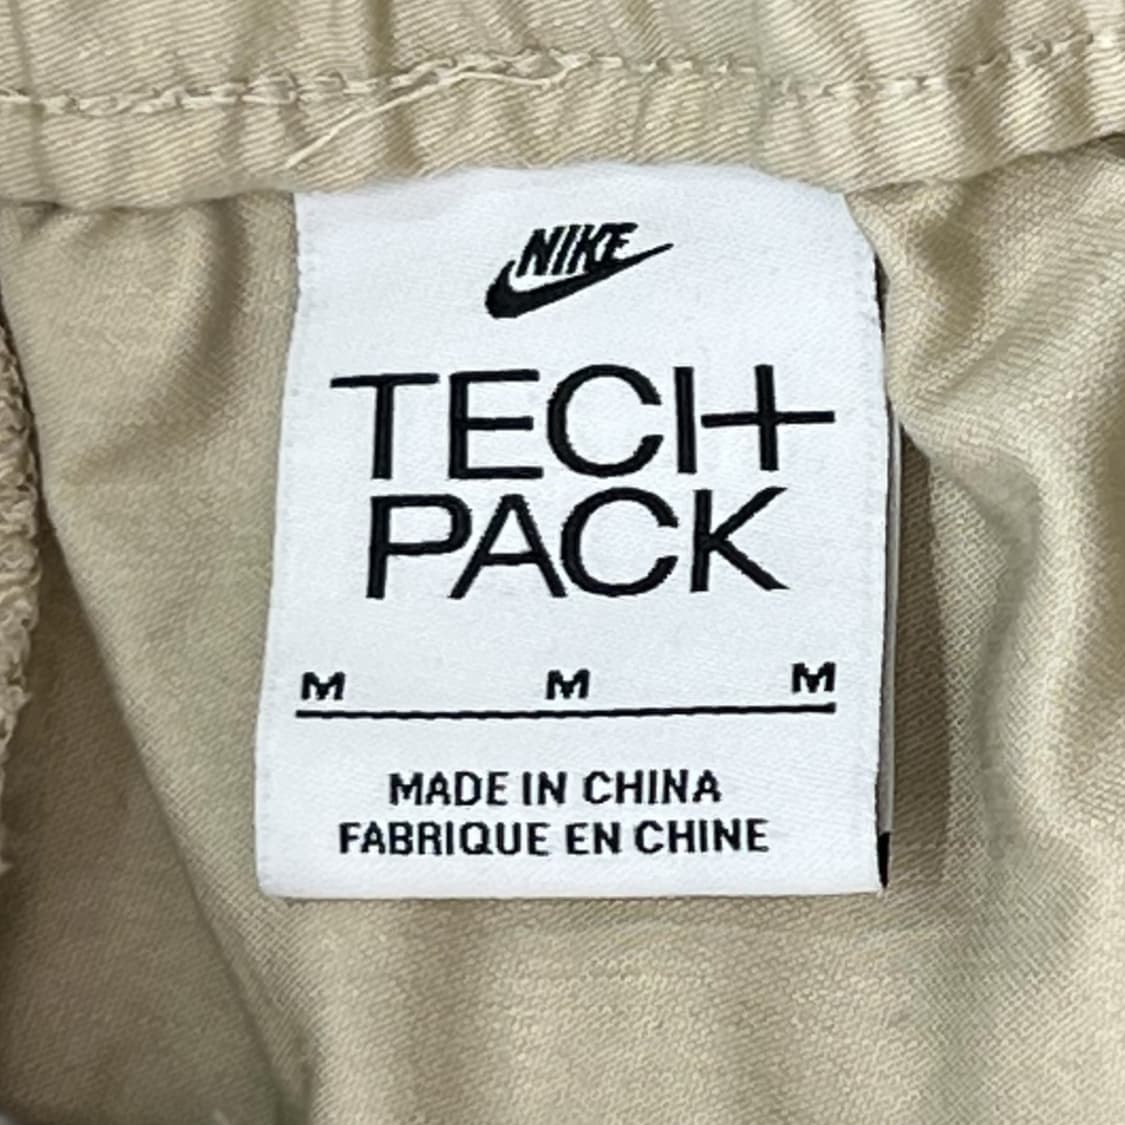 NIKE
TECH
PACK
M M M
MADE IN CHINA
FABRIQUE EN CHINE